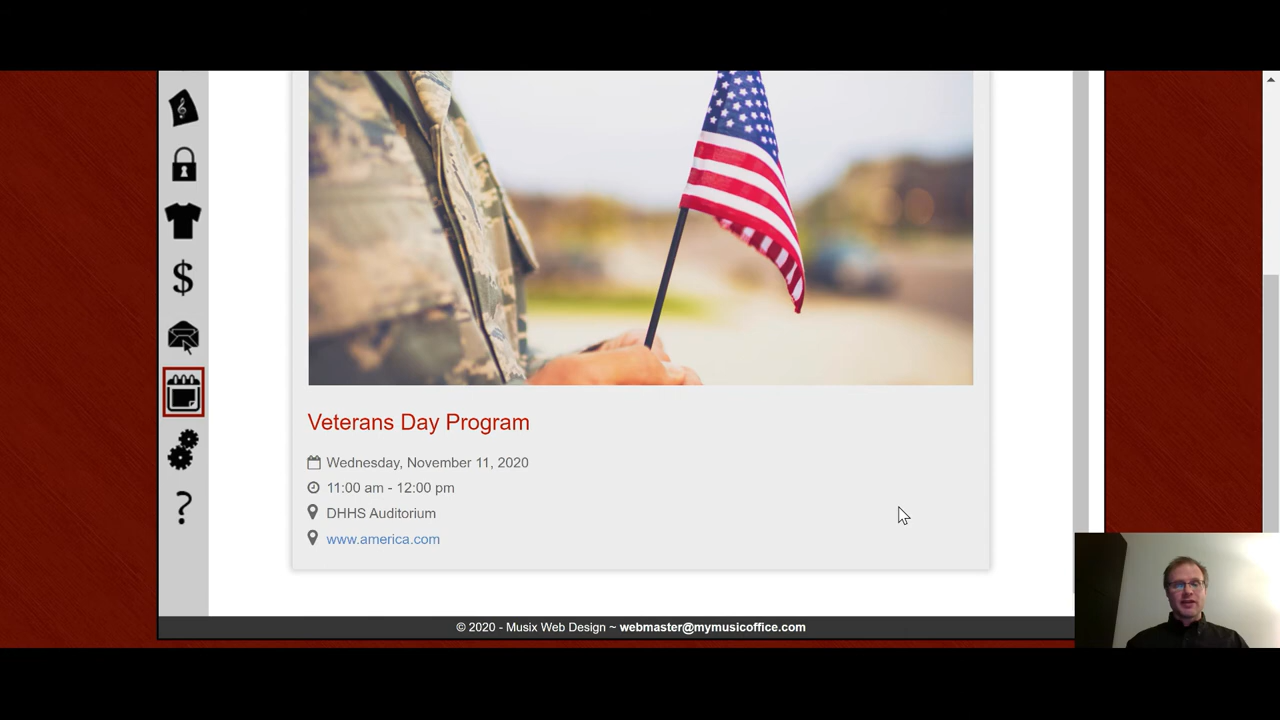 Veterans Day Program
Wednesday, November 11, 2020
11:00 am - 12:00 pm
DHHS Auditorium
www.america.com
© 2020 - Musix Web Design ~ webmaster@mymusicoffice.com